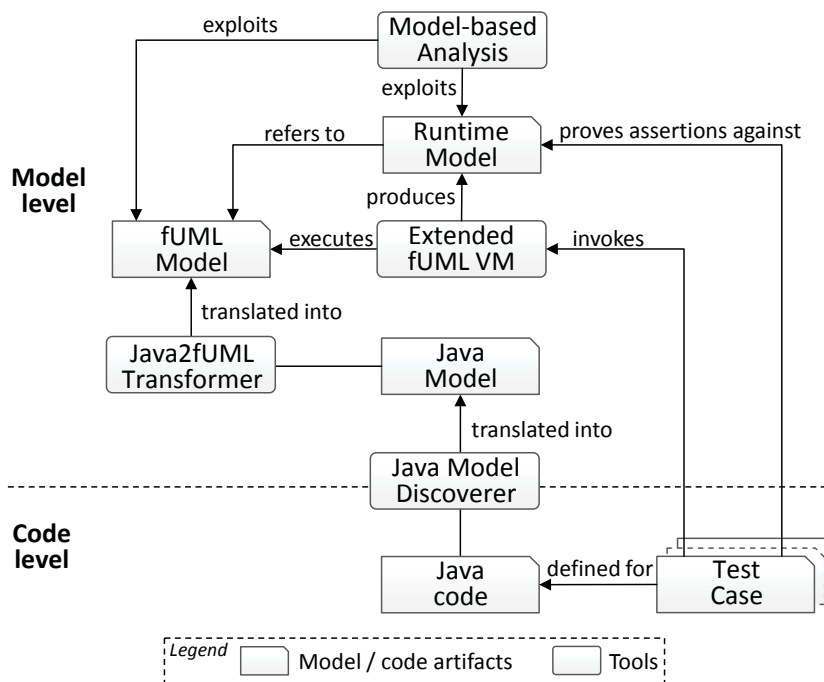 exploits
Model-based
Analysis
exploits
refers to
Runtime
Model
proves assertions against
Model
level
produces
fUML
Model
executes
Extended
fUML VM
invokes
translated into
Java2fUML
Transformer
Java
Model
translated into
Java Model
Discoverer
Code
level
Java
code
defined for
Test
Case
Legend
Model / code artifacts
Tools